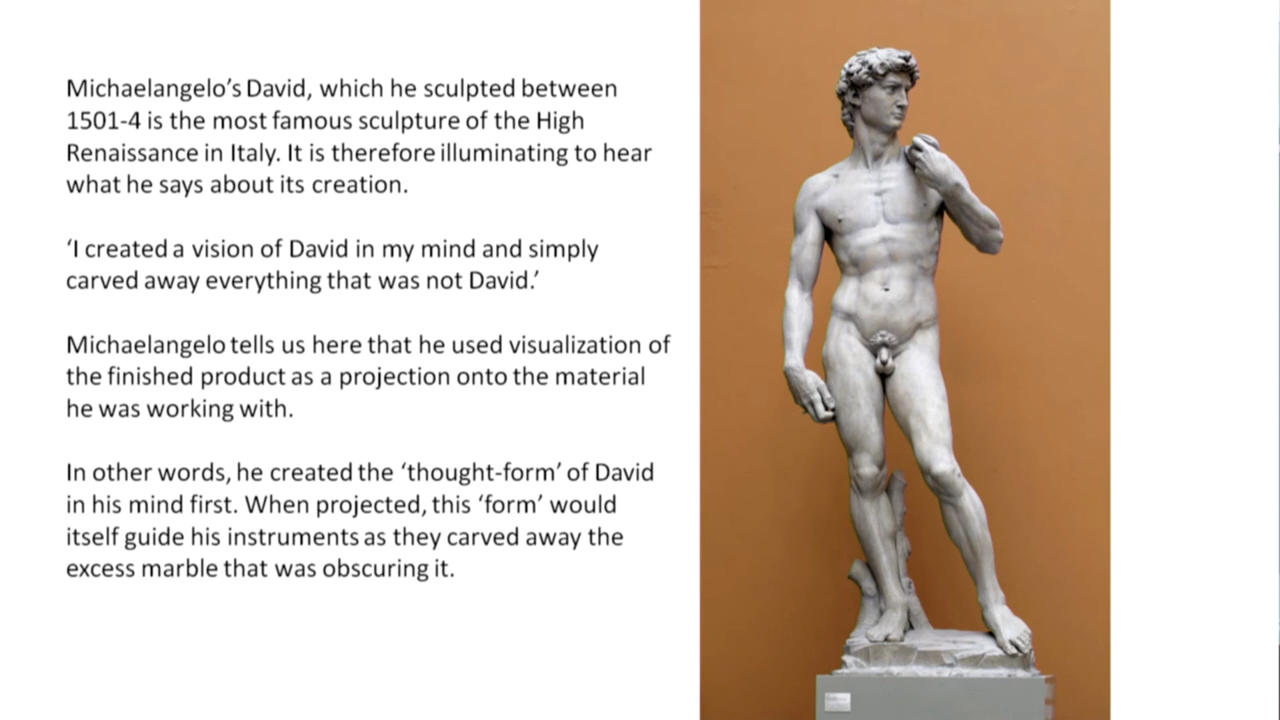 Michaelangelo's David, which he sculpted between
1501-4 is the most famous sculpture of the High
Renaissance in Italy. It is therefore illuminating to hear
what he says about its creation.
‘I created a vision of David in my mind and simply
carved away everything that was not David.’
Michaelangelo tells us here that he used visualization of
the finished product as a projection onto the material
he was working with.
In other words, he created the ‘thought-form’ of David
in his mind first. When projected, this ‘form’ would
itself guide his instruments as they carved away the
excess marble that was obscuring it.